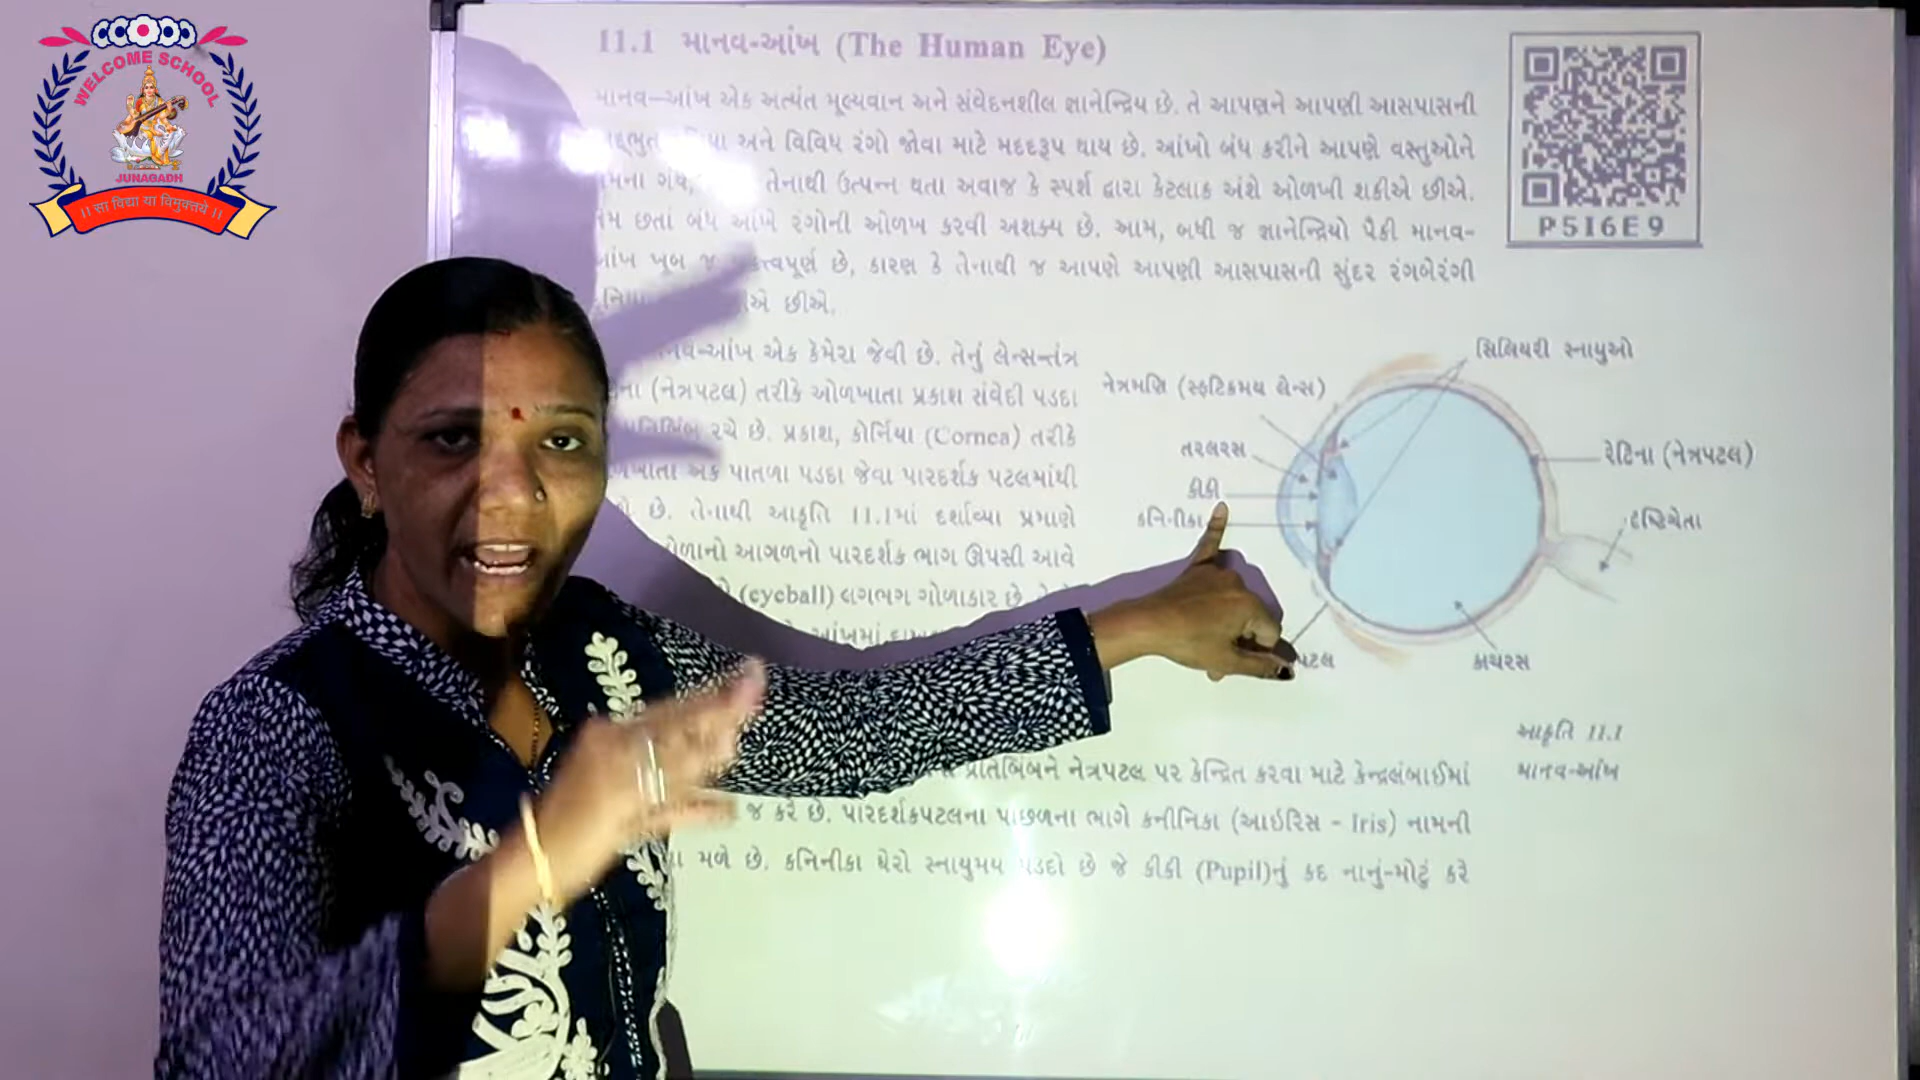 WELCOME SCHOOL
JUNAGADH
।। सा विद्या या विमुक्तये ।।
11.1 માનવ-આંખ (The Human Eye)
માનવ-આંખ એક અત્યંત મૂલ્યવાન અને સંવેદનશીલ જ્ઞાનેન્દ્રિય છે. તે આપણને આપણી આસપાસની
અને વિવિધ રંગો જોવા માટે મદદરૂપ થાય છે. આંખો બંધ કરીને આપણે વસ્તુઓને
તેનાથી ઉત્પન્ન થતા અવાજ કે સ્પર્શ દ્વારા કેટલાક અંશે ઓળખી શકીએ છીએ.
છતાં બંધ આંખે રંગોની ઓળખ કરવી અશક્ય છે. આમ, બધી જ જ્ઞાનેન્દ્રિયો પૈકી માનવ-
ખૂબ જ મહત્ત્વપૂર્ણ છે, કારણ કે તેનાથી જ આપણે આપણી આસપાસની સુંદર રંગબેરંગી
છીએ.
P5I6E9
માનવ-આંખ એક કેમેરા જેવી છે. તેનું લેન્સ-તંત્ર
(નેત્રપટલ) તરીકે ઓળખાતા પ્રકાશ સંવેદી પડદા
પ્રતિબિંબ રચે છે. પ્રકાશ, કોર્નિયા (Cornea) તરીકે
એક પાતળા પડદા જેવા પારદર્શક પટલમાંથી
છે. તેનાથી આકૃતિ 11.1માં દર્શાવ્યા પ્રમાણે
આગળનો પારદર્શક ભાગ ઊપસી આવે
(eyeball) લગભગ ગોળાકાર છે.
આંખમાં
સિલિયરી સ્નાયુઓ
નેત્રમણિ (સ્ફટિકમય લેન્સ)
તરલરસ
કીકી
કનિનીકા
રેટિના (નેત્રપટલ)
દૃષ્ટિચેતા
કાચરસ
આકૃતિ 11.1
માનવ-આંખ
પ્રતિબિંબને નેત્રપટલ પર કેન્દ્રિત કરવા માટે કેન્દ્રલંબાઈમાં
જ કરે છે. પારદર્શકપટલના પાછળના ભાગે કનીનિકા (આઇરિસ - Iris) નામની
મળે છે. કનિનીકા ઘેરો સ્નાયુમય પડદો છે જે કીકી (Pupil)નું કદ નાનું-મોટું કરે